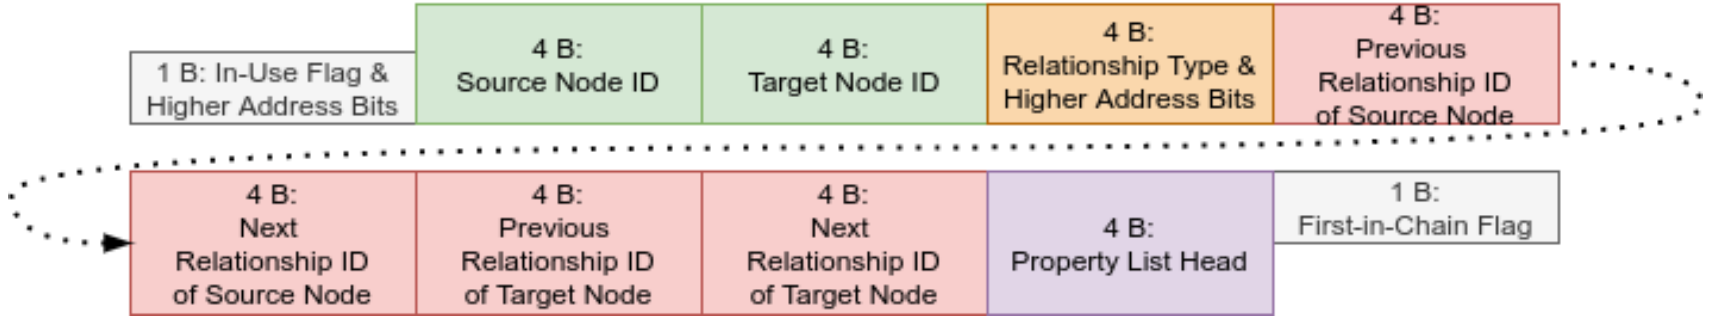 1 B: In-Use Flag &
Higher Address Bits
4 B:
Source Node ID
4 B:
Target Node ID
4 B:
Relationship Type &
Higher Address Bits
4 B:
Previous
Relationship ID
of Source Node
4 B:
Next
Relationship ID
of Source Node
4 B:
Previous
Relationship ID
of Target Node
4 B:
Next
Relationship ID
of Target Node
4 B:
Property List Head
1 B:
First-in-Chain Flag